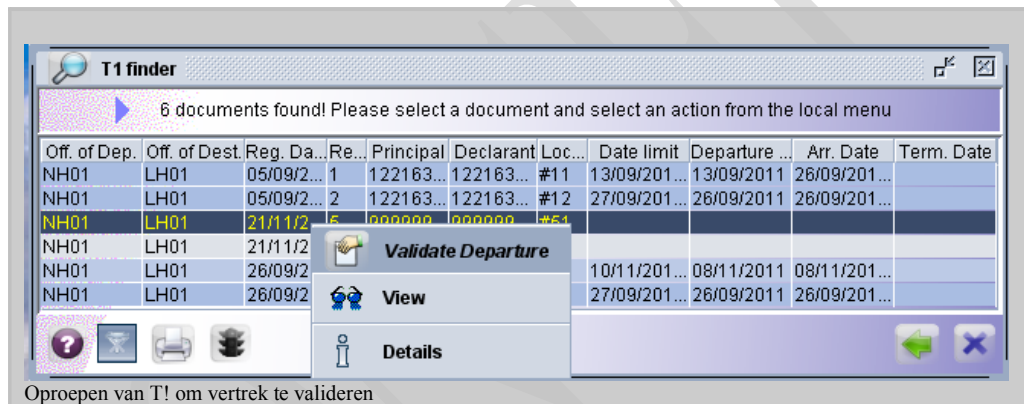 T1 finder
6 documents found! Please select a document and select an action from the local menu
Off. of Dep. Off. of Dest. Reg. Da... Re... Principal Declarant Loc... Date limit Departure ... Arr. Date Term. Date
NH01 LH01 05/09/2... 1 122163... 122163... #11 13/09/201... 13/09/2011 26/09/201...
NH01 LH01 05/09/2... 2 122163... 122163... #12 27/09/201... 26/09/2011 26/09/201...
NH01 LH01 21/11/2 5 999999 999999 #51
NH01 LH01 21/11/2
Validate Departure
NH01 LH01 26/09/2 10/11/201... 08/11/2011 08/11/201...
NH01 LH01 26/09/2 27/09/201... 26/09/2011 26/09/201...
View
Details
Oproepen van T! om vertrek te valideren